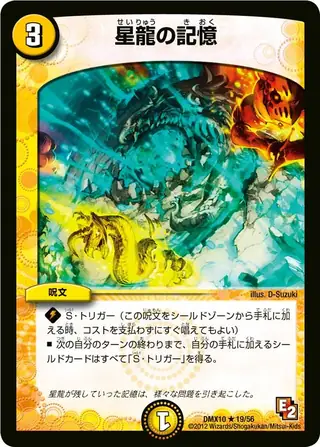 3
せいりゅう きおく
星龍の記憶
illus. D-Suzuki
呪文
S・トリガー（この呪文をシールドゾーンから手札に加
える時、コストを支払わずにすぐ唱えてもよい）
■ 次の自分のターンの終わりまで、自分の手札に加えるシー
ルドカードはすべて「S・トリガー」を得る。
星龍が残していった記憶は、様々な問題を引き起こした。
1
DMX10 ★ 19/56
©2012 Wizards/Shogakukan/Mitsui-Kids
E2